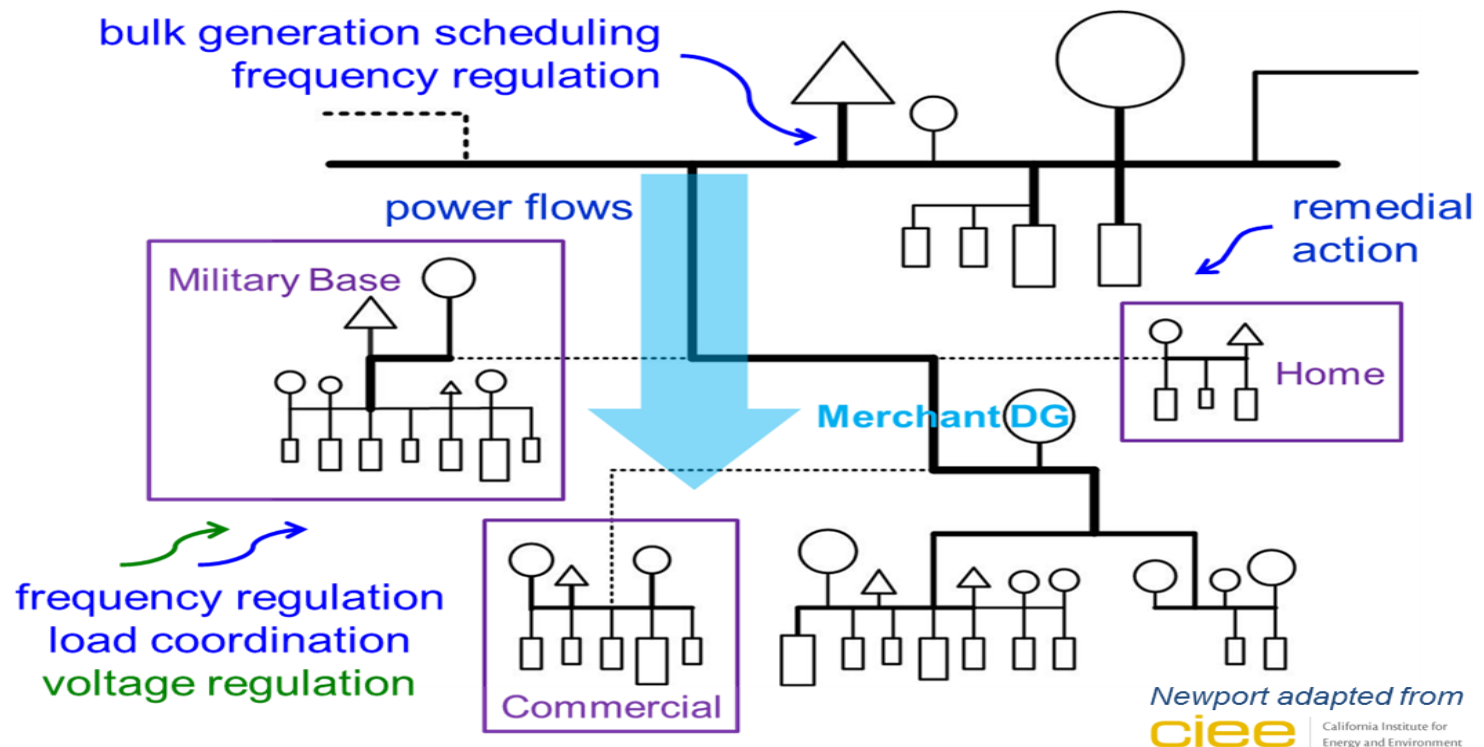 bulk generation scheduling
frequency regulation
power flows
remedial
action
Military Base
Home
Merchant DG
frequency regulation
load coordination
voltage regulation
Commercial
Newport adapted from
ciee
California Institute for
Energy and Environment